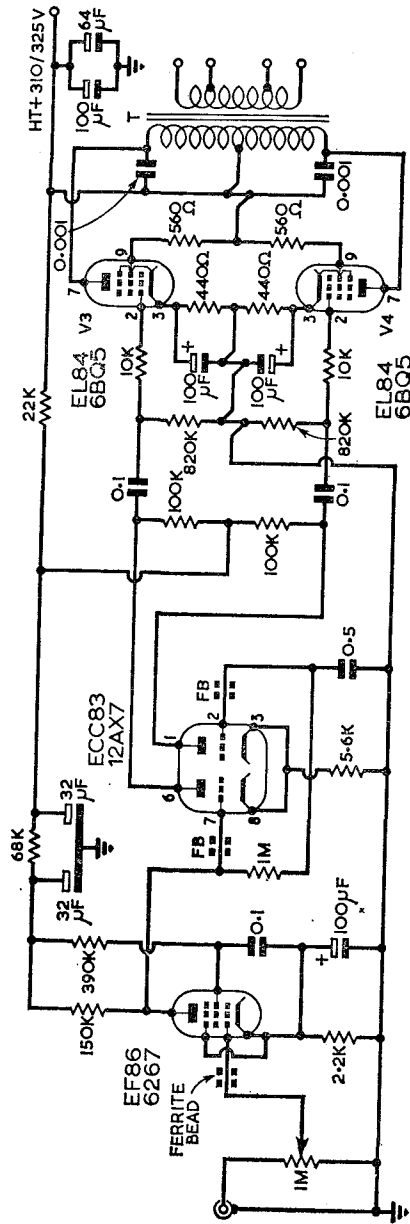 HT+ 310/325V
100
µF
64
µF
T
0.001
0.001
560
Ω
560
Ω
440Ω
440Ω
7
9
2
3
V3
EL84
6BQ5
3
2
9
7
V4
EL84
6BQ5
10K
10K
100
µF
+
100
µF
+
820K
820K
0.1
0.1
100K
100K
22K
ECC83
12AX7
6
1
7
8
2
3
FB
FB
1M
0.5
5.6K
68K
32
µF
32
µF
390K
150K
EF86
6267
FERRITE
BEAD
0.1
+
100µF
2.2K
1M